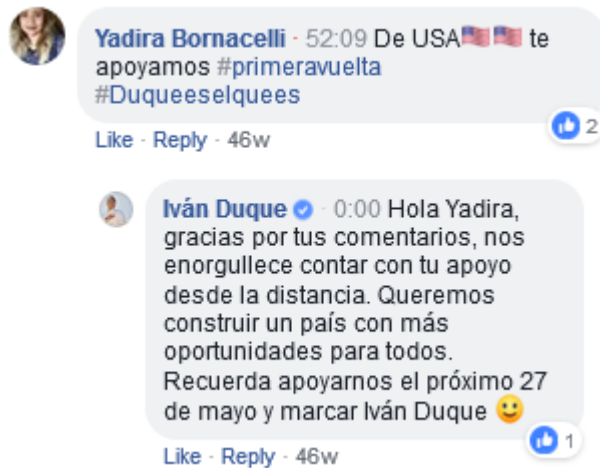 Yadira Bornacelli · 52:09 De USA🇺🇸🇺🇸 te
apoyamos #primeravuelta
#Duqueeselquees
2
Like · Reply · 46w
Iván Duque · 0:00 Hola Yadira,
gracias por tus comentarios, nos
enorgullece contar con tu apoyo
desde la distancia. Queremos
construir un país con más
oportunidades para todos.
Recuerda apoyarnos el próximo 27
de mayo y marcar Iván Duque 🙂
1
Like · Reply · 46w